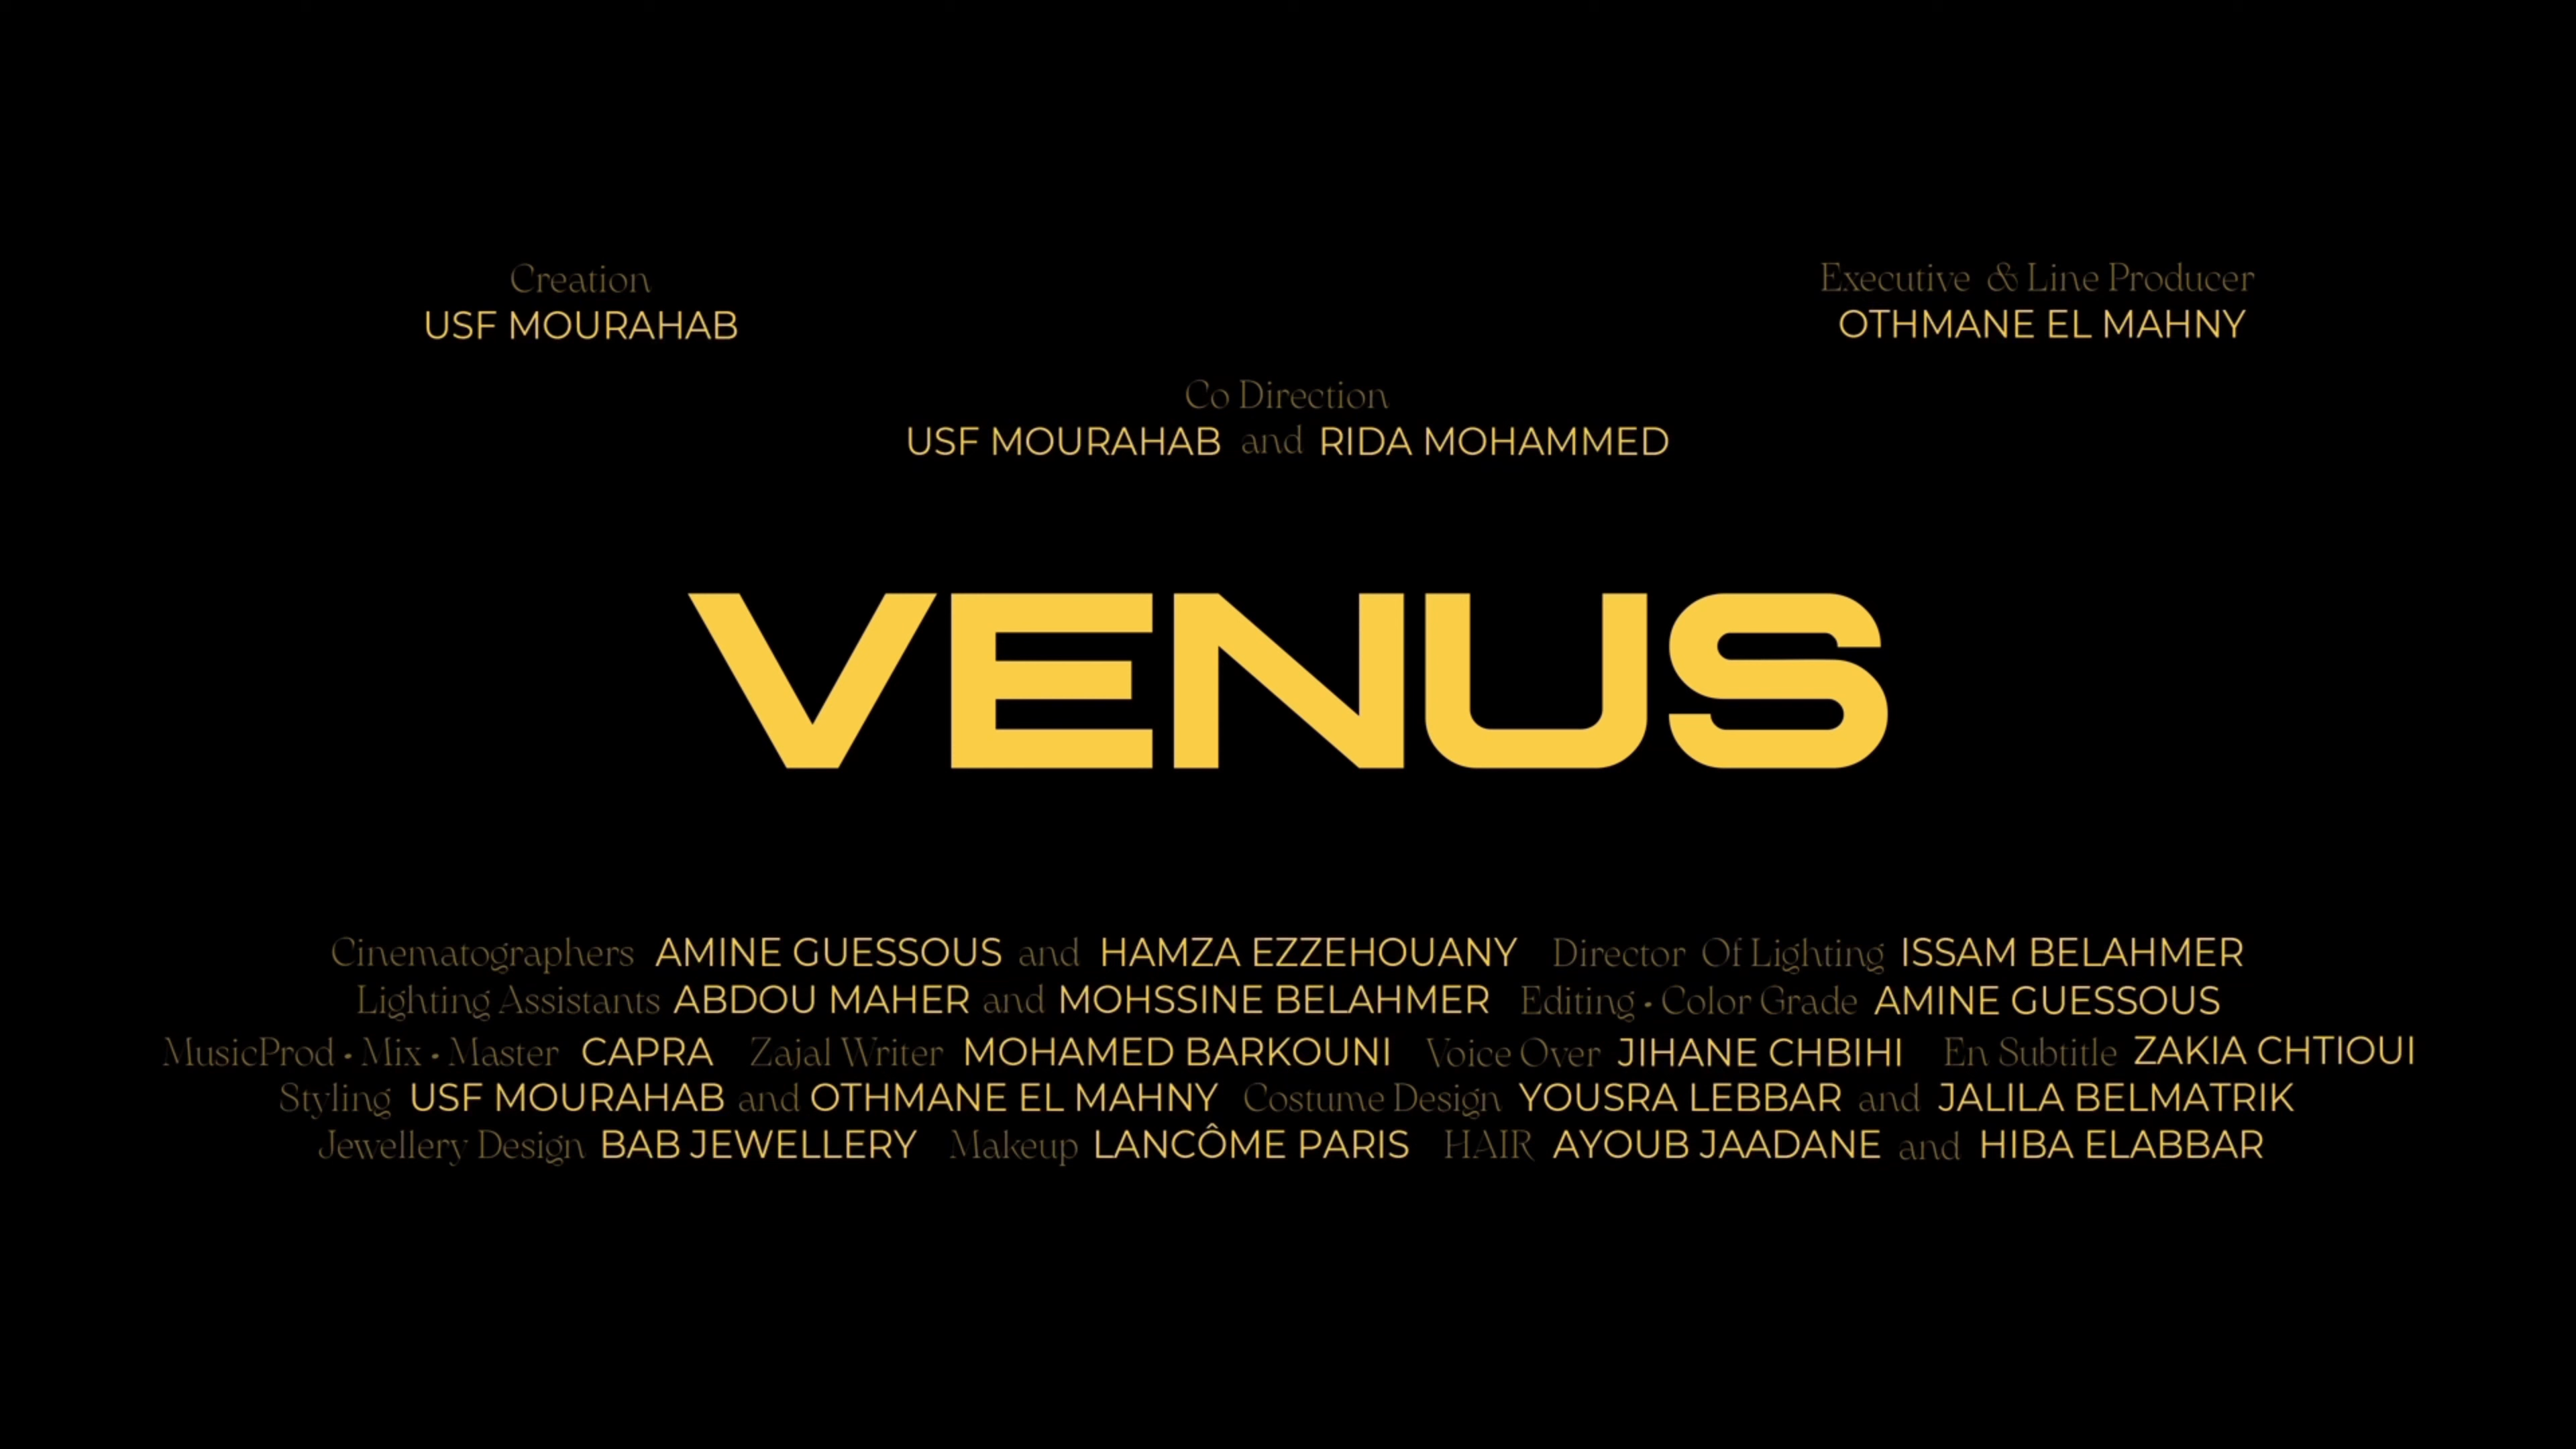 Creation
USF MOURAHAB
Executive & Line Producer
OTHMANE EL MAHNY
Co Direction
USF MOURAHAB and RIDA MOHAMMED
VENUS
Cinematographers AMINE GUESSOUS and HAMZA EZZEHOUANY Director Of Lighting ISSAM BELAHMER
Lighting Assistants ABDOU MAHER and MOHSSINE BELAHMER Editing • Color Grade AMINE GUESSOUS
MusicProd • Mix • Master CAPRA Zajal Writer MOHAMED BARKOUNI Voice Over JIHANE CHBIHI En Subtitle ZAKIA CHTIOUI
Styling USF MOURAHAB and OTHMANE EL MAHNY Costume Design YOUSRA LEBBAR and JALILA BELMATRIK
Jewellery Design BAB JEWELLERY Makeup LANCÔME PARIS HAIR AYOUB JAADANE and HIBA ELABBAR